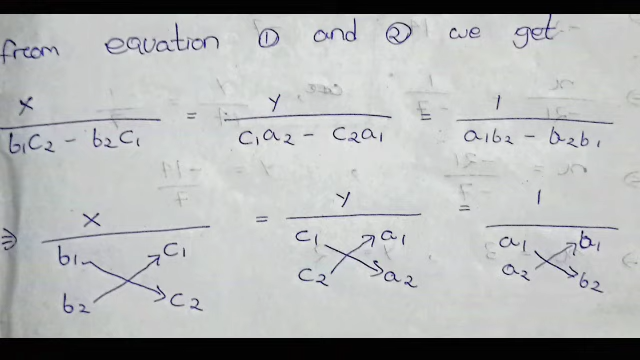 from equation ① and ② we get
x/(b₁c₂ - b₂c₁) = y/(c₁a₂ - c₂a₁) = 1/(a₁b₂ - a₂b₁)
⇒ x = y = 1
b₁ c₁ c₁ a₁ a₁ b₁
b₂ c₂ c₂ a₂ a₂ b₂